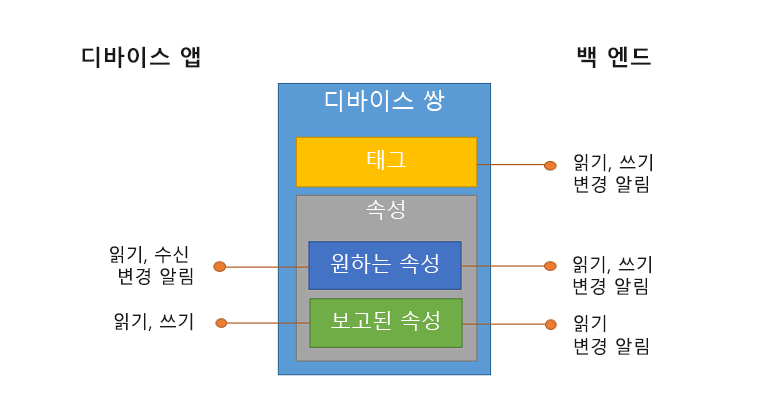 디바이스 앱
백 엔드
디바이스 쌍
태그
읽기, 쓰기
변경 알림
속성
읽기, 수신
변경 알림
원하는 속성
읽기, 쓰기
변경 알림
읽기, 쓰기
보고된 속성
읽기
변경 알림